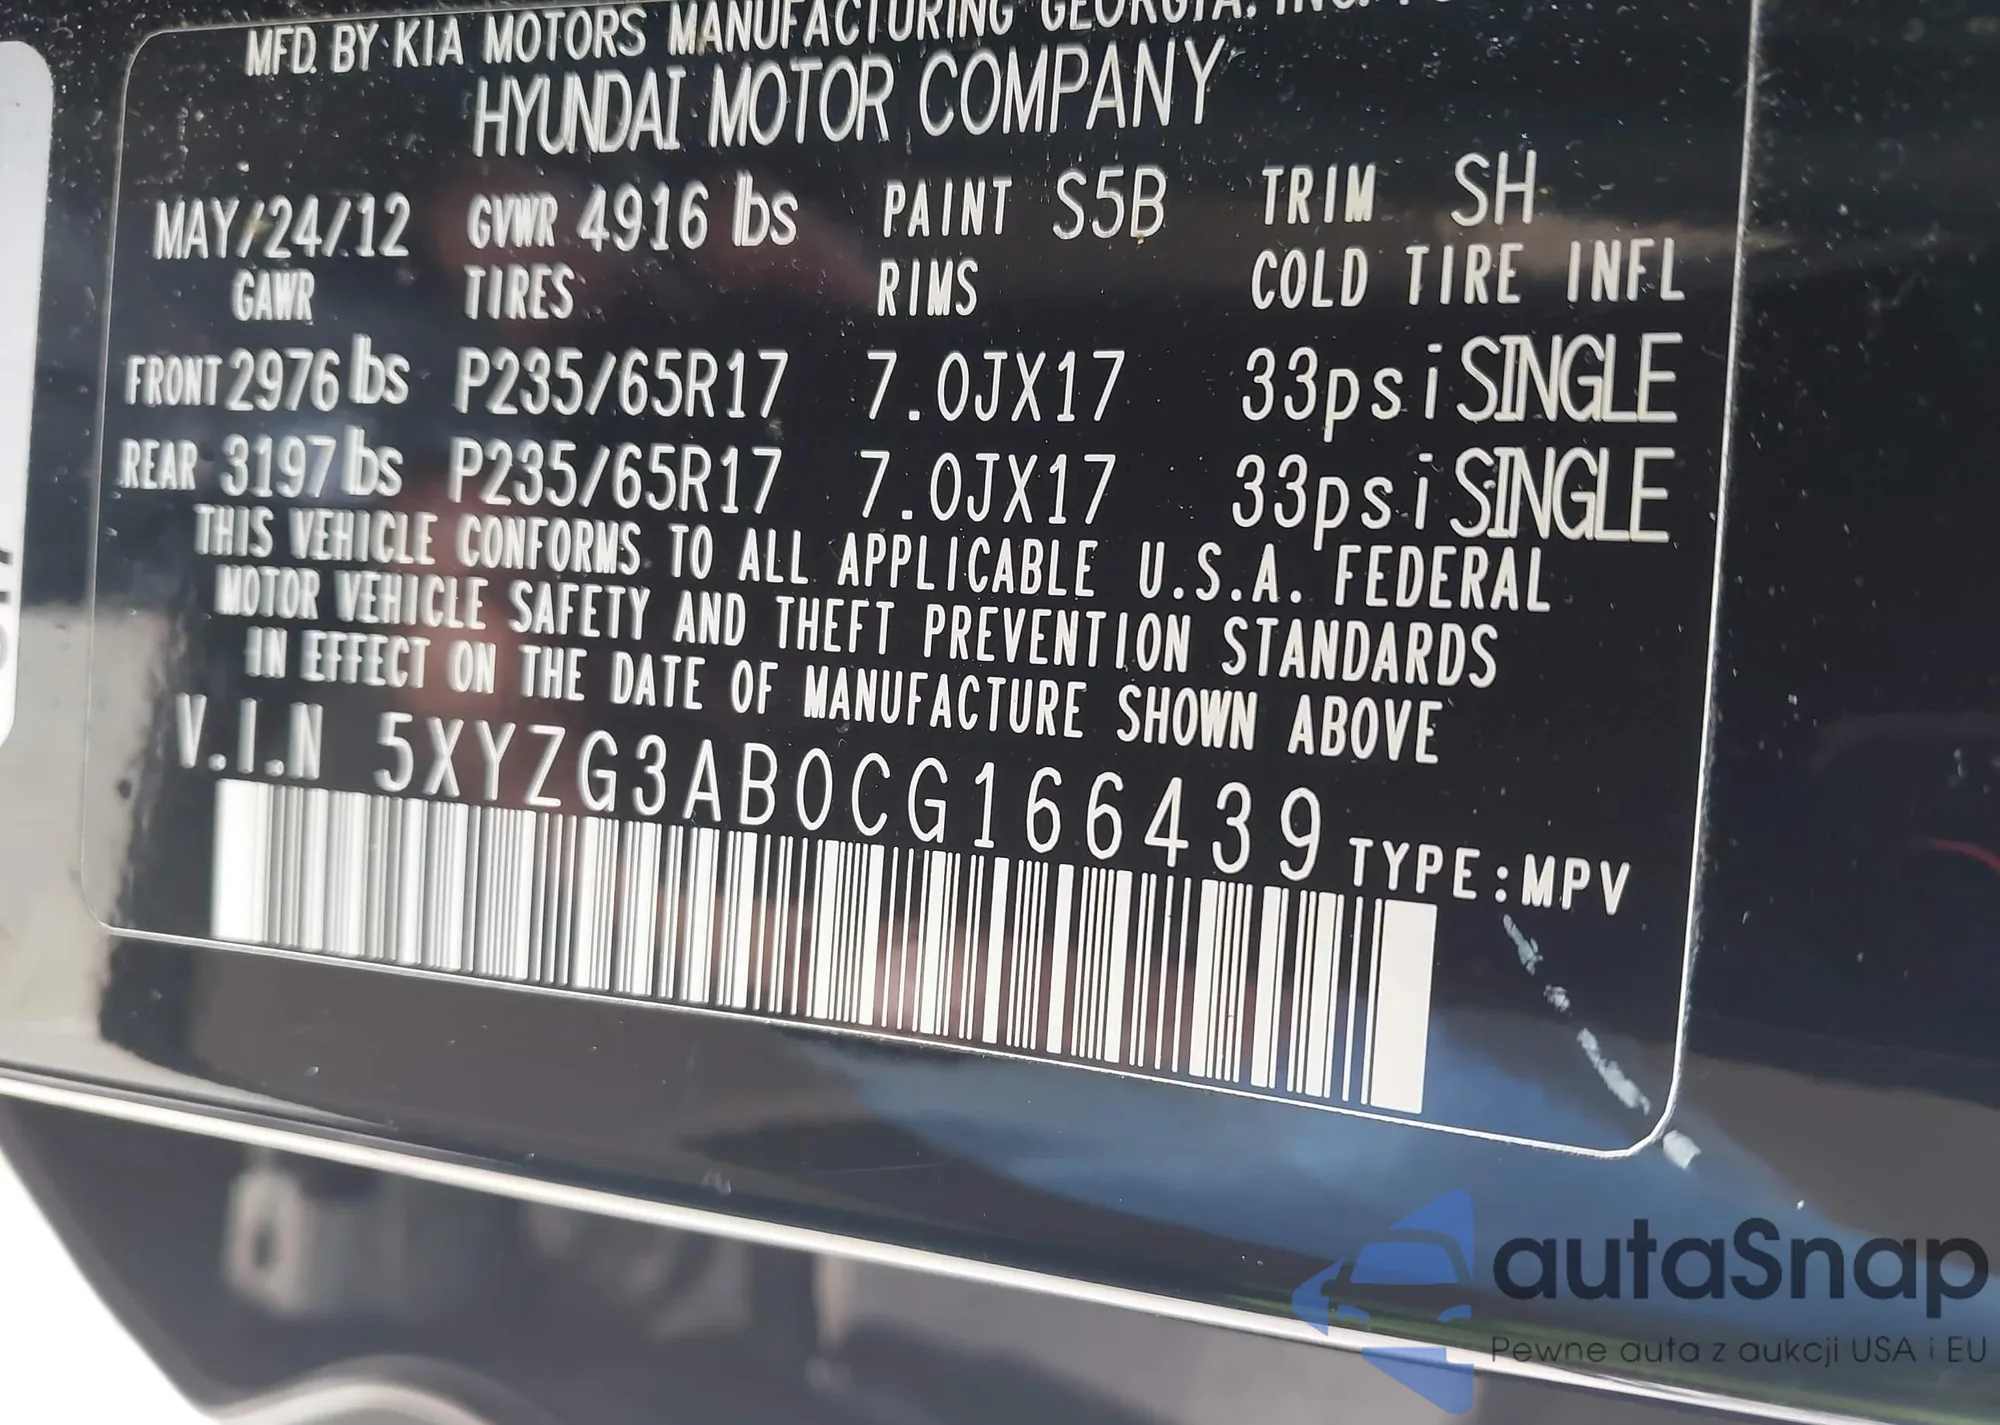 MFD. BY KIA MOTORS MANUFACTURING GEORGIA, INC.
HYUNDAI MOTOR COMPANY
MAY/24/12 GVWR 4916 lbs PAINT S5B TRIM SH
GAWR TIRES RIMS COLD TIRE INFL
FRONT 2976 lbs P235/65R17 7.0JX17 33psi SINGLE
REAR 3197 lbs P235/65R17 7.0JX17 33psi SINGLE
THIS VEHICLE CONFORMS TO ALL APPLICABLE U.S.A. FEDERAL
MOTOR VEHICLE SAFETY AND THEFT PREVENTION STANDARDS
IN EFFECT ON THE DATE OF MANUFACTURE SHOWN ABOVE
V.I.N 5XYZG3AB0CG166439 TYPE:MPV
autaSnap
Pewne auta z aukcji USA i EU